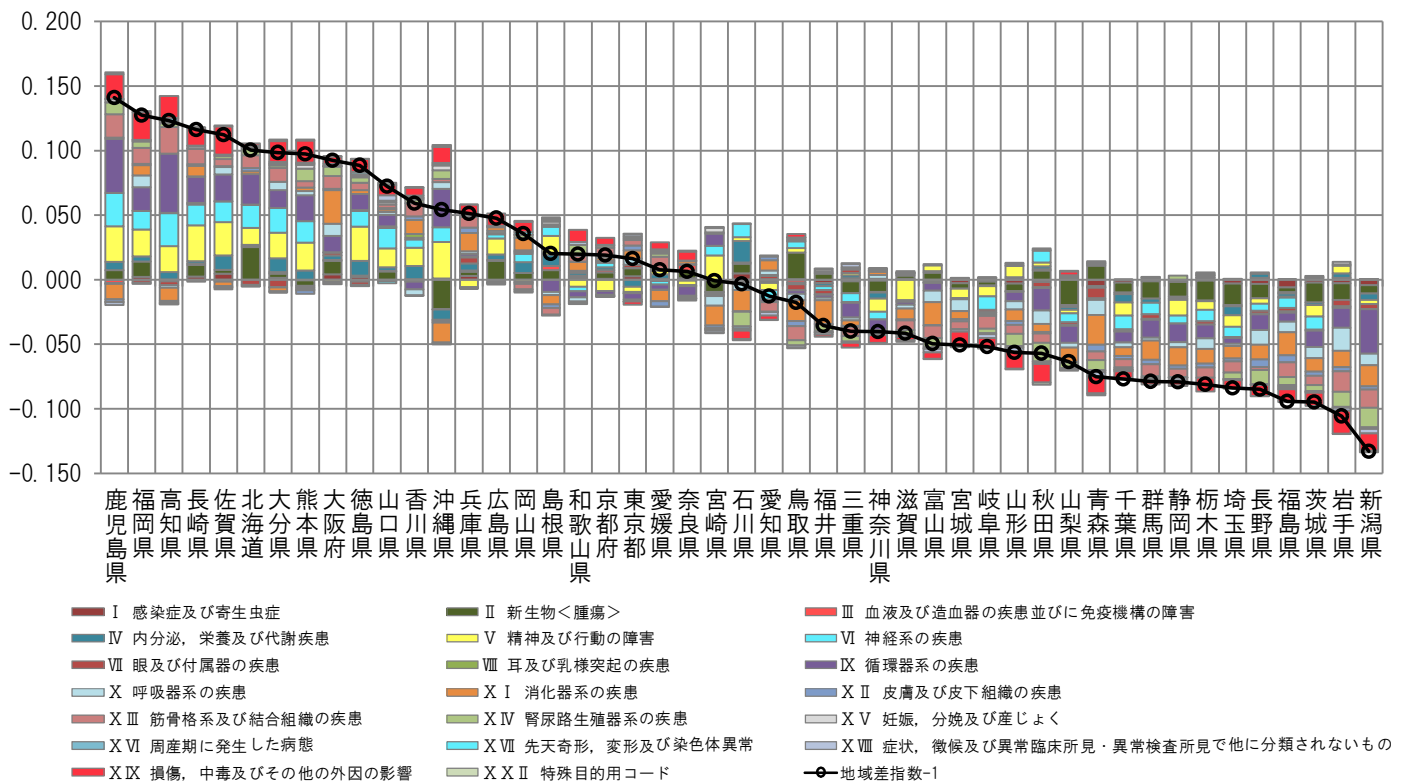 0.200
0.150
0.100
0.050
0.000
-0.050
-0.100
-0.150
鹿児島県
福岡県
高知県
長崎県
佐賀県
北海道
大分県
熊本県
大阪府
徳島県
山口県
香川県
沖縄県
兵庫県
広島県
岡山県
島根県
和歌山県
京都府
東京都
愛媛県
奈良県
宮崎県
石川県
愛知県
鳥取県
福井県
三重県
神奈川県
滋賀県
富山県
宮城県
岐阜県
山形県
秋田県
山梨県
青森県
千葉県
群馬県
静岡県
栃木県
埼玉県
長野県
福島県
茨城県
岩手県
新潟県
Ⅰ 感染症及び寄生虫症
Ⅱ 新生物＜腫瘍＞
Ⅲ 血液及び造血器の疾患並びに免疫機構の障害
Ⅳ 内分泌，栄養及び代謝疾患
Ⅴ 精神及び行動の障害
Ⅵ 神経系の疾患
Ⅶ 眼及び付属器の疾患
Ⅷ 耳及び乳様突起の疾患
Ⅸ 循環器系の疾患
Ⅹ 呼吸器系の疾患
ⅩⅠ 消化器系の疾患
ⅩⅡ 皮膚及び皮下組織の疾患
ⅩⅢ 筋骨格系及び結合組織の疾患
ⅩⅣ 腎尿路生殖器系の疾患
ⅩⅤ 妊娠，分娩及び産じょく
ⅩⅥ 周産期に発生した病態
ⅩⅦ 先天奇形，変形及び染色体異常
ⅩⅧ 症状，徴候及び異常臨床所見・異常検査所見で他に分類されないもの
ⅩⅨ 損傷，中毒及びその他の外因の影響
ⅩⅩⅡ 特殊目的用コード
地域差指数-1